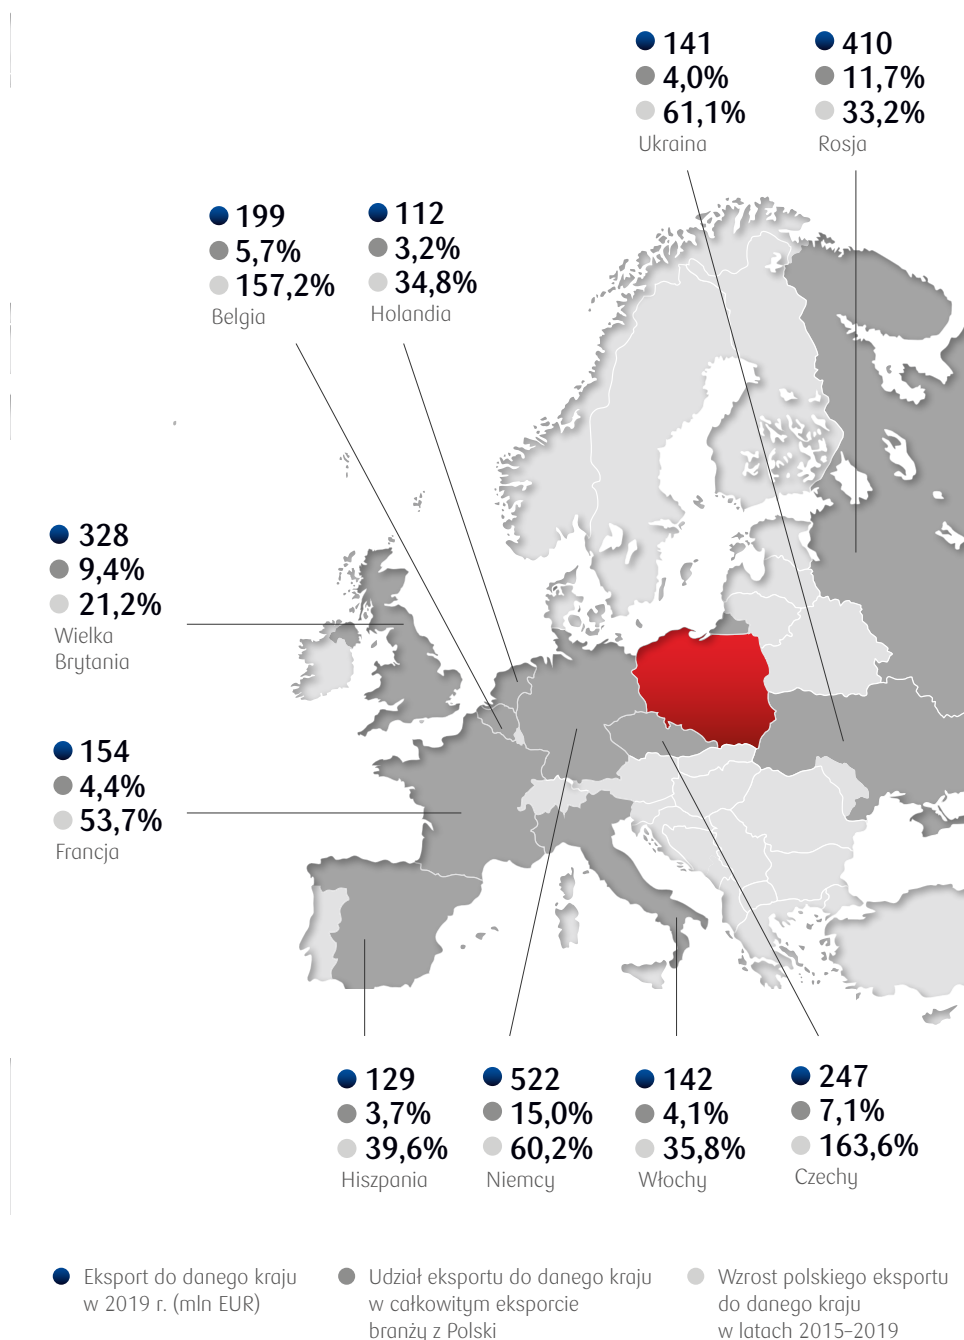 141
4,0%
61,1%
Ukraina
410
11,7%
33,2%
Rosja
199
5,7%
157,2%
Belgia
112
3,2%
34,8%
Holandia
328
9,4%
21,2%
Wielka
Brytania
154
4,4%
53,7%
Francja
129
3,7%
39,6%
Hiszpania
522
15,0%
60,2%
Niemcy
142
4,1%
35,8%
Włochy
247
7,1%
163,6%
Czechy
Eksport do danego kraju
w 2019 r. (mln EUR)
Udział eksportu do danego kraju
w całkowitym eksporcie
branży z Polski
Wzrost polskiego eksportu
do danego kraju
w latach 2015–2019